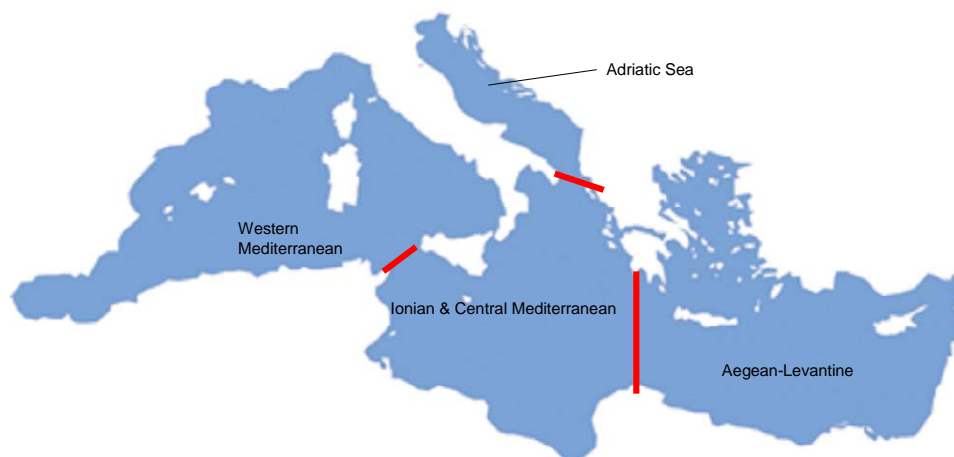 Adriatic Sea
Western
Mediterranean
Ionian & Central Mediterranean
Aegean-Levantine